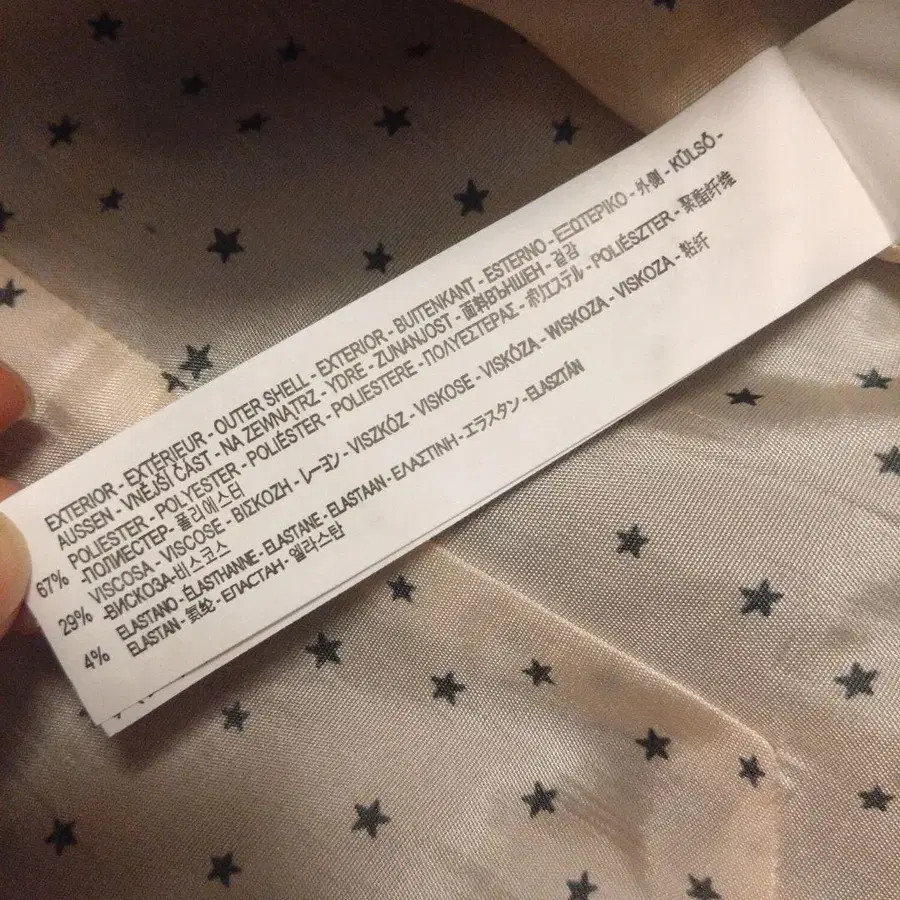 EXTERIOR - EXTÉRIEUR - OUTER SHELL - EXTERIOR - BUITENKANT - ESTERNO - ΕΞΩΤΕΡΙΚΟ - 外側 - KÜLSŐ -
AUSSEN - VNĚJŠÍ ČÁST - NA ZEWNĄTRZ - YDRE - ZUNANJOST - 面料ВЪНШЕН - 겉감
67% POLIESTER - POLYESTER - POLIÉSTER - POLIESTERE - ΠΟΛΥΕΣΤΕΡΑΣ - ポリエステル - POLIÉSZTER - 聚酯纤维
-ПОЛИЕСТЕР- 폴리에스터
29% VISCOSA - VISCOSE - ΒΙΣΚΟΖΗ - レーヨン - VISZKÓZ - VISKOSE - VISKÓZA - WISKOZA - VISKOZA - 粘纤
-ВИСКОЗА-비스코스
4% ELASTANO - ÉLASTHANNE - ELASTANE - ELASTAAN - ΕΛΑΣΤΙΝΗ - エラスタン - ELASZTÁN
ELASTAN - 氨纶 - ЕЛАСТАН - 엘라스탄